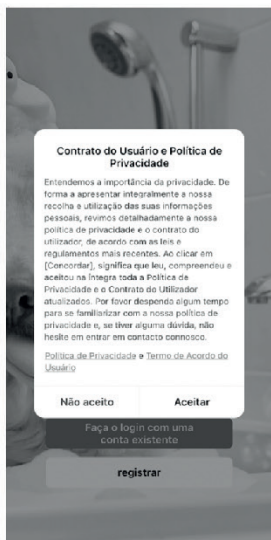 Contrato do Usuário e Política de
Privacidade
Entendemos a importância da privacidade. De
forma a apresentar integralmente a nossa
recolha e utilização das suas informações
pessoais, revimos detalhadamente a nossa
política de privacidade e o contrato do
utilizador, de acordo com as leis e
regulamentos mais recentes. Ao clicar em
[Concordar], significa que leu, compreendeu e
aceitou na íntegra toda a Política de
Privacidade e o Contrato do Utilizador
atualizados. Por favor despenda algum tempo
para se familiarizar com a nossa política de
privacidade e, se tiver alguma dúvida, não
hesite em entrar em contacto connosco.
Política de Privacidade e Termo de Acordo do
Usuário
Não aceito Aceitar
Faça o login com uma
conta existente
registrar